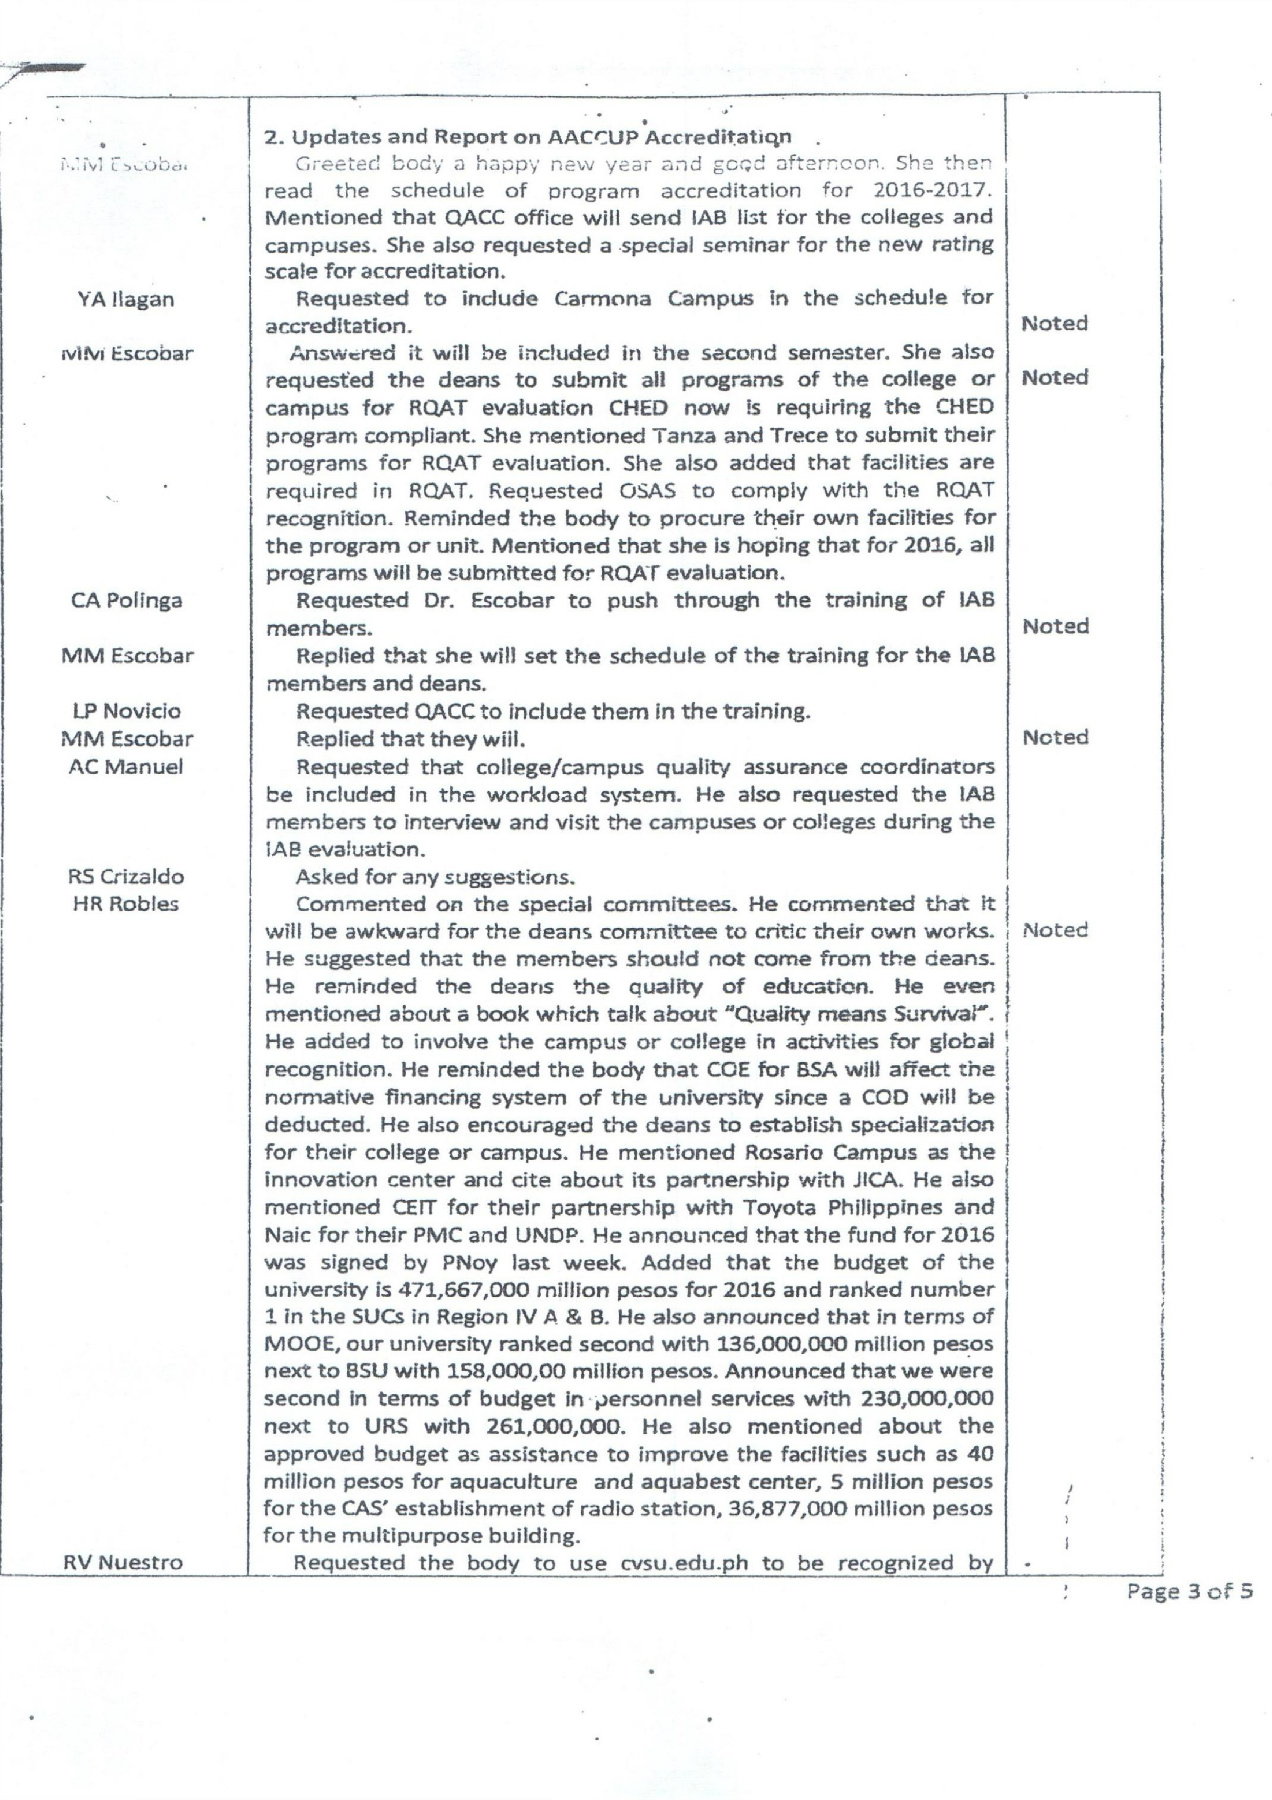 2. Updates and Report on AACCUP Accreditation
MM Escobar Greeted body a happy new year and good afternoon. She then
read the schedule of program accreditation for 2016-2017.
Mentioned that QACC office will send IAB list for the colleges and
campuses. She also requested a special seminar for the new rating
scale for accreditation.
YA Ilagan Requested to include Carmona Campus in the schedule for
accreditation. Noted
MM Escobar Answered it will be included in the second semester. She also
requested the deans to submit all programs of the college or Noted
campus for RQAT evaluation CHED now is requiring the CHED
program compliant. She mentioned Tanza and Trece to submit their
programs for RQAT evaluation. She also added that facilities are
required in RQAT. Requested OSAS to comply with the RQAT
recognition. Reminded the body to procure their own facilities for
the program or unit. Mentioned that she is hoping that for 2016, all
programs will be submitted for RQAT evaluation.
CA Polinga Requested Dr. Escobar to push through the training of IAB
members. Noted
MM Escobar Replied that she will set the schedule of the training for the IAB
members and deans.
LP Novicio Requested QACC to include them in the training.
MM Escobar Replied that they will. Noted
AC Manuel Requested that college/campus quality assurance coordinators
be included in the workload system. He also requested the IAB
members to interview and visit the campuses or colleges during the
IAB evaluation.
RS Crizaldo Asked for any suggestions.
HR Robles Commented on the special committees. He commented that it
will be awkward for the deans committee to critic their own works. Noted
He suggested that the members should not come from the deans.
He reminded the deans the quality of education. He even
mentioned about a book which talk about "Quality means Survival".
He added to involve the campus or college in activities for global
recognition. He reminded the body that COE for BSA will affect the
normative financing system of the university since a COD will be
deducted. He also encouraged the deans to establish specialization
for their college or campus. He mentioned Rosario Campus as the
innovation center and cite about its partnership with JICA. He also
mentioned CEIT for their partnership with Toyota Philippines and
Naic for their PMC and UNDP. He announced that the fund for 2016
was signed by PNoy last week. Added that the budget of the
university is 471,667,000 million pesos for 2016 and ranked number
1 in the SUCs in Region IV A & B. He also announced that in terms of
MOOE, our university ranked second with 136,000,000 million pesos
next to BSU with 158,000,00 million pesos. Announced that we were
second in terms of budget in personnel services with 230,000,000
next to URS with 261,000,000. He also mentioned about the
approved budget as assistance to improve the facilities such as 40
million pesos for aquaculture and aquabest center, 5 million pesos
for the CAS' establishment of radio station, 36,877,000 million pesos
for the multipurpose building.
RV Nuestro Requested the body to use cvsu.edu.ph to be recognized by
Page 3 of 5